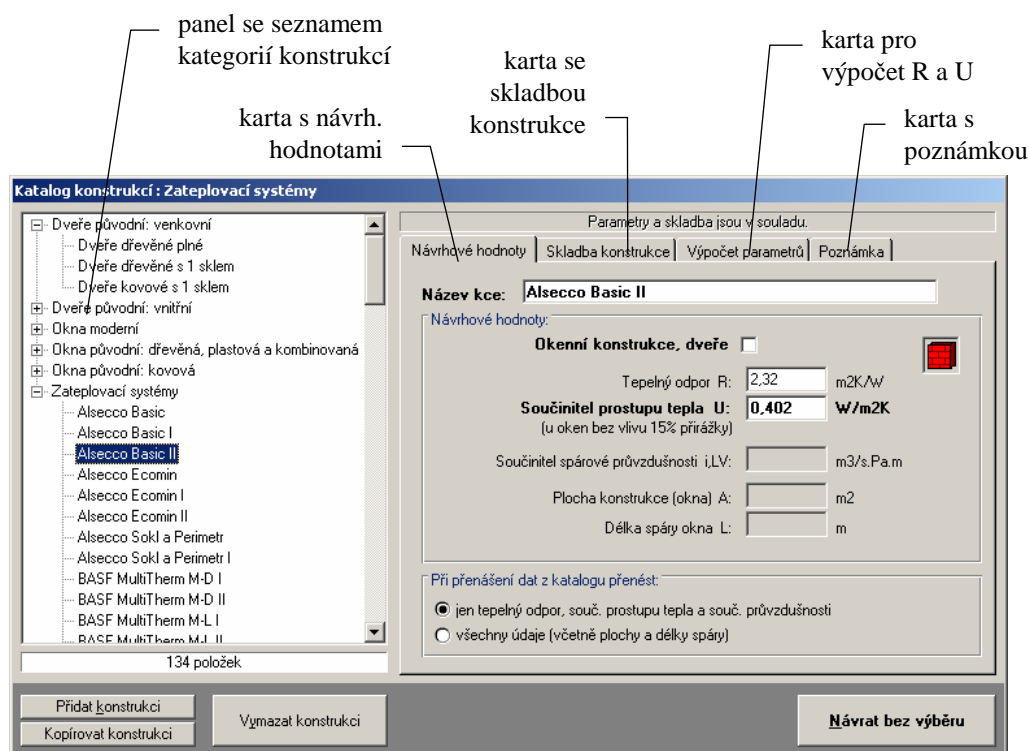 panel se seznamem
kategorií konstrukcí
karta se
skladbou
konstrukce
karta pro
výpočet R a U
karta s návrh.
hodnotami
karta s
poznámkou
Katalog konstrukcí : Zateplovací systémy
Dveře původní: venkovní
Dveře dřevěné plné
Dveře dřevěné s 1 sklem
Dveře kovové s 1 sklem
Dveře původní: vnitřní
Okna moderní
Okna původní: dřevěná, plastová a kombinovaná
Okna původní: kovová
Zateplovací systémy
Alsecco Basic
Alsecco Basic I
Alsecco Basic II
Alsecco Ecomin
Alsecco Ecomin I
Alsecco Ecomin II
Alsecco Sokl a Perimetr
Alsecco Sokl a Perimetr I
BASF MultiTherm M-D I
BASF MultiTherm M-D II
BASF MultiTherm M-L I
BASF MultiTherm M-L II
134 položek
Parametry a skladba jsou v souladu.
Návrhové hodnoty Skladba konstrukce Výpočet parametrů Poznámka
Název kce: Alsecco Basic II
Návrhové hodnoty:
Okenní konstrukce, dveře
Tepelný odpor R: 2,32 m2K/W
Součinitel prostupu tepla U: 0,402 W/m2K
(u oken bez vlivu 15% přirážky)
Součinitel spárové průvzdušnosti i,LV: m3/s.Pa.m
Plocha konstrukce (okna) A: m2
Délka spáry okna L: m
Při přenášení dat z katalogu přenést:
jen tepelný odpor, souč. prostupu tepla a souč. průvzdušnosti
všechny údaje (včetně plochy a délky spáry)
Přidat konstrukci
Kopírovat konstrukci
Vymazat konstrukci
Návrat bez výběru